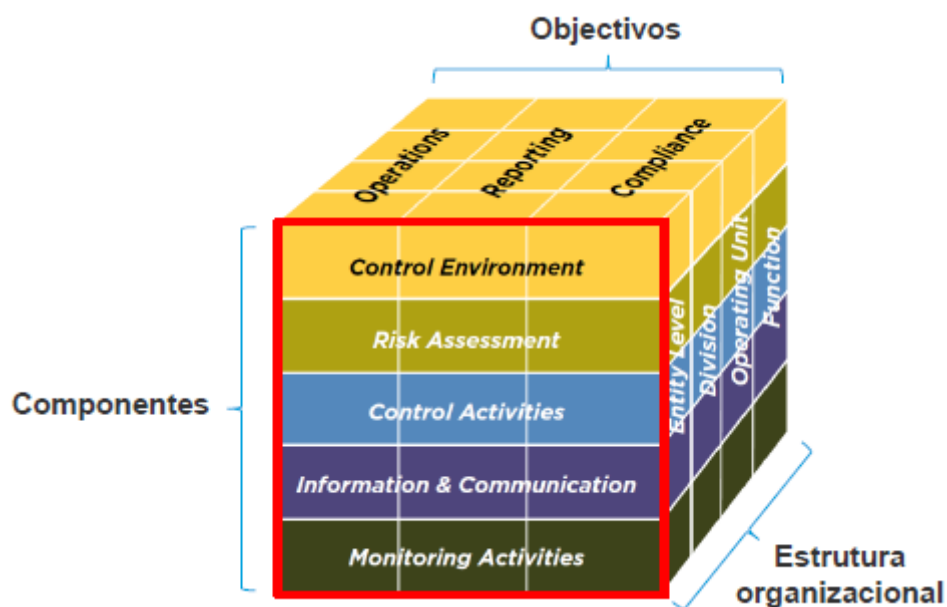 Objectivos
Operations
Reporting
Compliance
Control Environment
Risk Assessment
Control Activities
Information & Communication
Monitoring Activities
Entity Level
Division
Operating Unit
Function
Componentes
Estrutura
organizacional